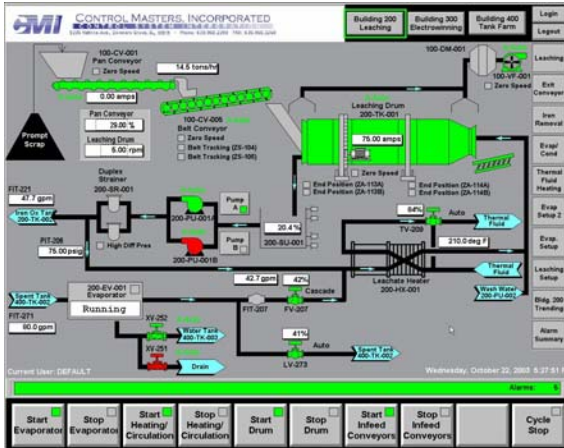 CMI
CONTROL MASTERS, INCORPORATED
Building 200
Leaching
Building 300
Electrowinning
Building 400
Tank Farm
Login
Logout
100-CV-001
Pan Conveyor
Zero Speed
14.5 tons/hr
0.00 amps
Pan Conveyor
29.00 %
Leaching Drum
5.00 rpm
Prompt
Scrap
100-CV-005
Belt Conveyor
Zero Speed
Belt Tracking (ZS-104)
Belt Tracking (ZS-105)
100-DM-001
100-VF-001
Zero Speed
Leaching Drum
200-TK-001
75.00 amps
Zero Speed
End Position (ZA-113A)
End Position (ZA-113B)
End Position (ZA-114A)
End Position (ZA-114B)
Leaching
Exit
Conveyor
Iron
Removal
Evap/
Cond
Thermal
Fluid
Heating
Evap
Setup 2
Evap.
Setup
Leaching
Setup
Bldg. 200
Trending
Alarm
Summary
FIT-221
47.7 gpm
Iron Ox Tank
200-TK-002
Duplex
Strainer
200-SR-001
High Diff Pres
PIT-206
75.00 psig
200-PU-001A
200-PU-001B
Pump
A
Pump
B
20.4%
200-SU-001
64%
Auto
TV-209
Thermal
Fluid
210.0 deg F
Thermal
Fluid
Wash Water
200-PU-002
Leachate Heater
200-HX-001
Spent Tank
400-TK-002
FIT-271
80.0 gpm
200-EV-001
Evaporator
Running
42.7 gpm
FIT-207
42%
Cascade
FV-207
XV-252
Water Tank
400-TK-003
XV-251
Drain
41%
Auto
LV-273
Spent Tank
400-TK-002
Current User: DEFAULT
Wednesday, October 22, 2003 5:27:51
Alarms: 5
Start
Evaporator
Stop
Evaporator
Start
Heating/
Circulation
Stop
Heating/
Circulation
Start
Drum
Stop
Drum
Start
Infeed
Conveyors
Stop
Infeed
Conveyors
Cycle
Stop